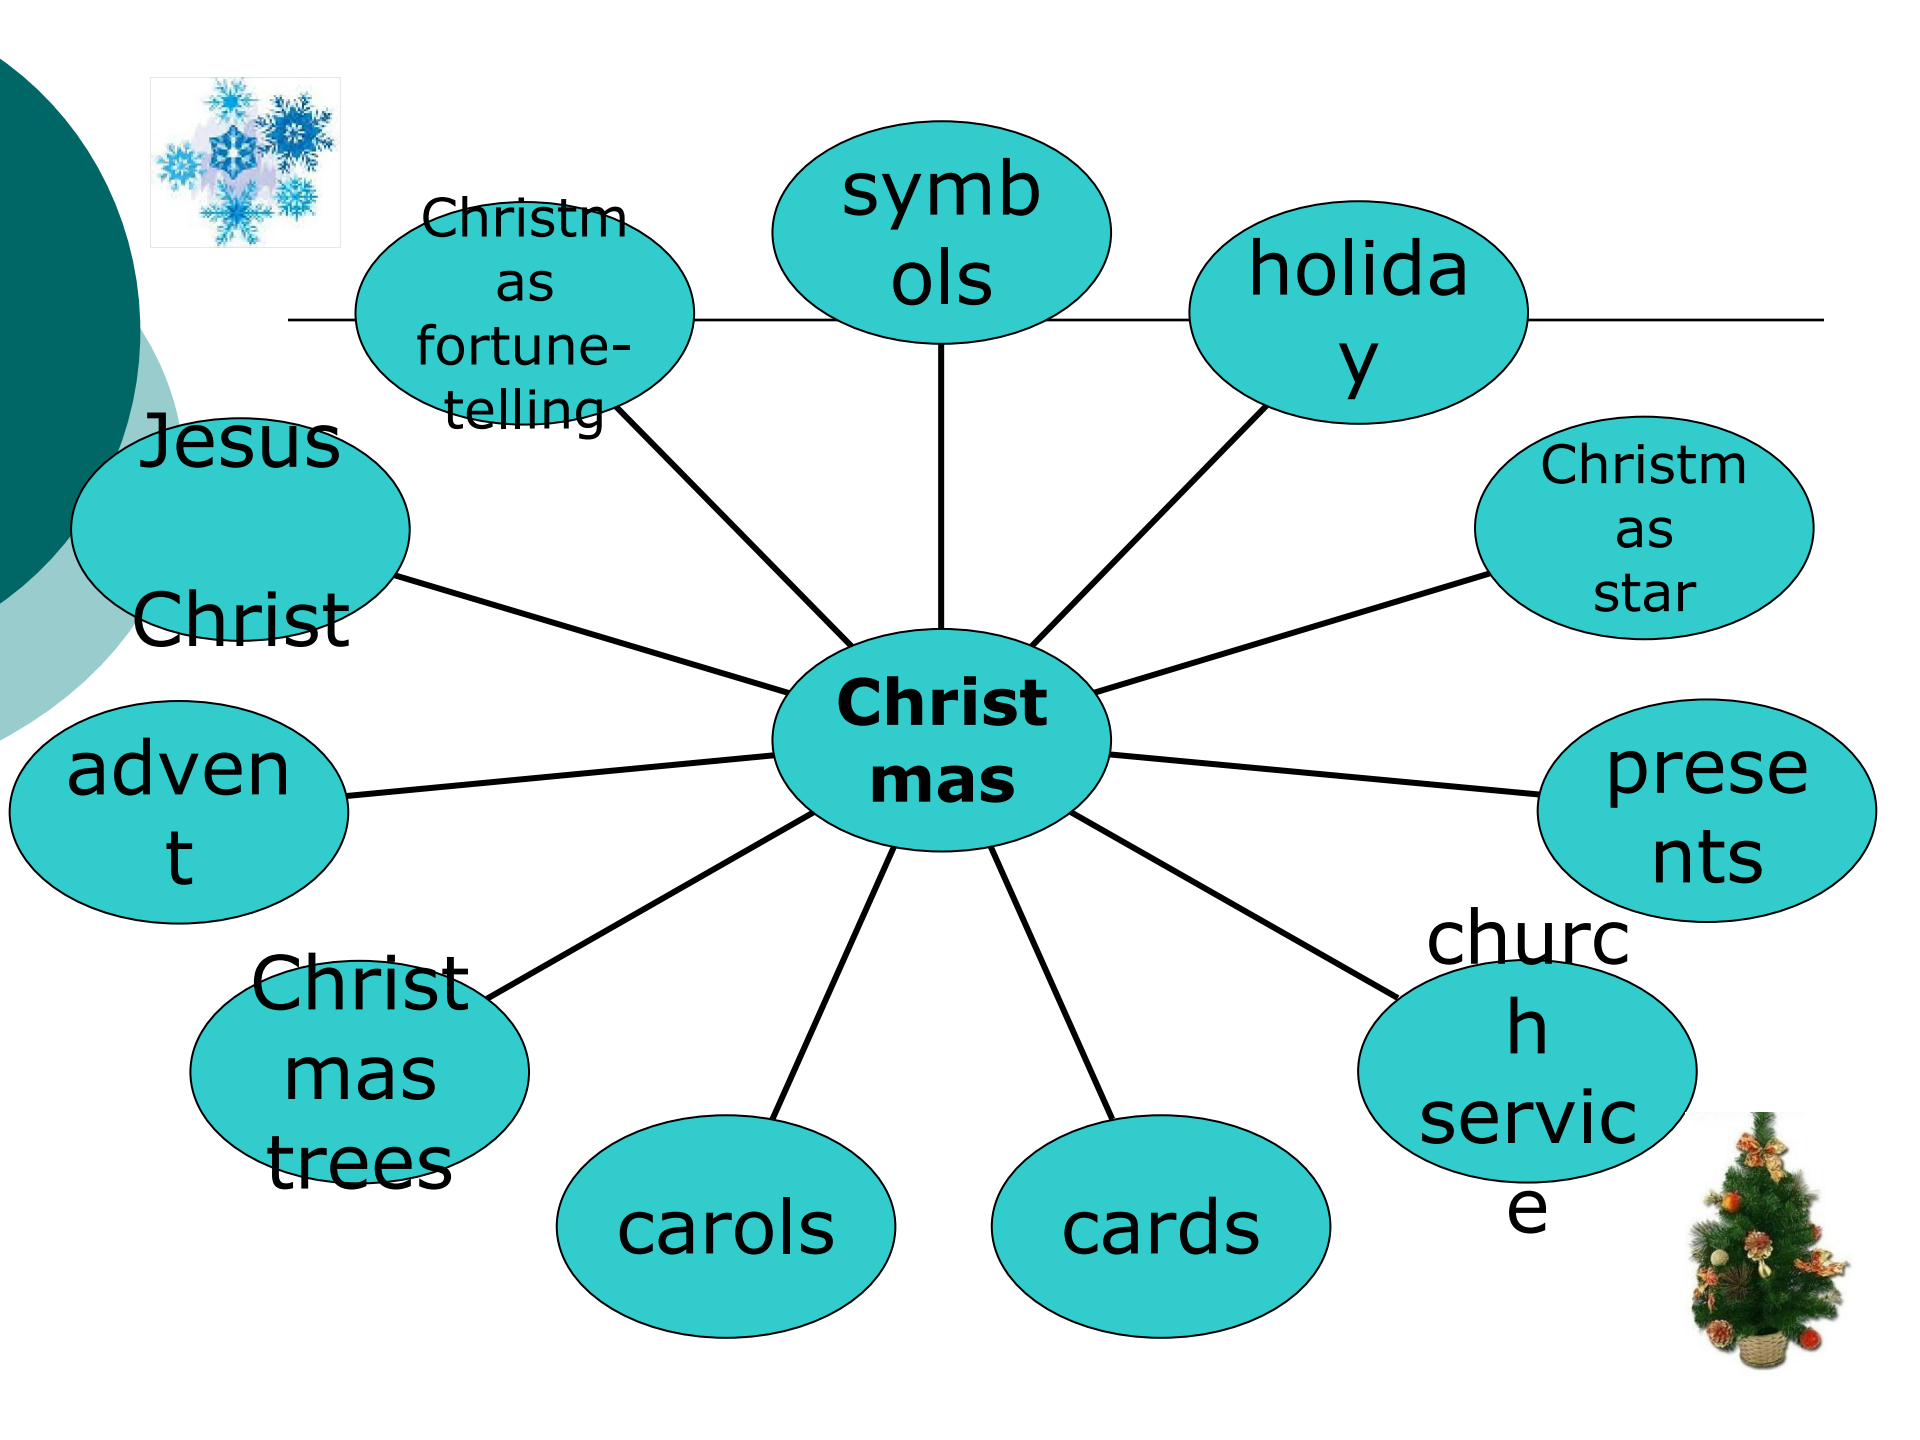 symb
ols
Christm
as
fortune-
telling
holida
y
Jesus
Christ
Christm
as
star
Christ
mas
adven
t
prese
nts
Christ
mas
trees
churc
h
servic
e
carols
cards